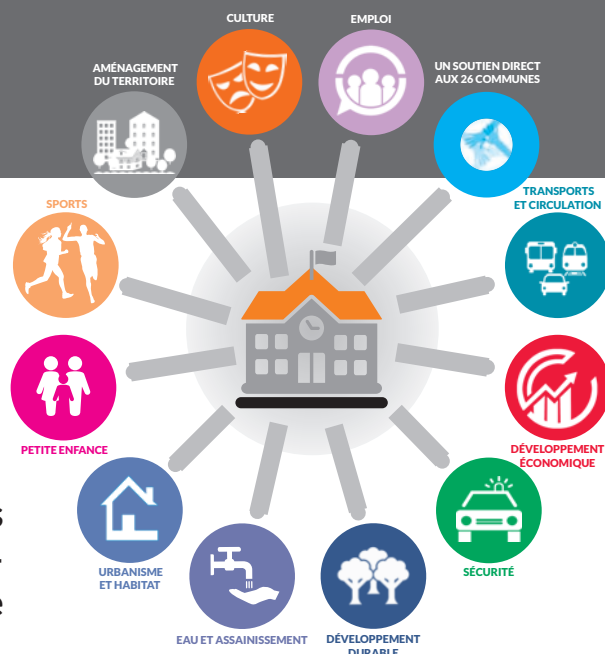 CULTURE
EMPLOI
AMÉNAGEMENT
DU TERRITOIRE
UN SOUTIEN DIRECT
AUX 26 COMMUNES
SPORTS
TRANSPORTS
ET CIRCULATION
PETITE ENFANCE
DÉVELOPPEMENT
ÉCONOMIQUE
URBANISME
ET HABITAT
SÉCURITÉ
EAU ET ASSAINISSEMENT
DÉVELOPPEMENT
DURABLE